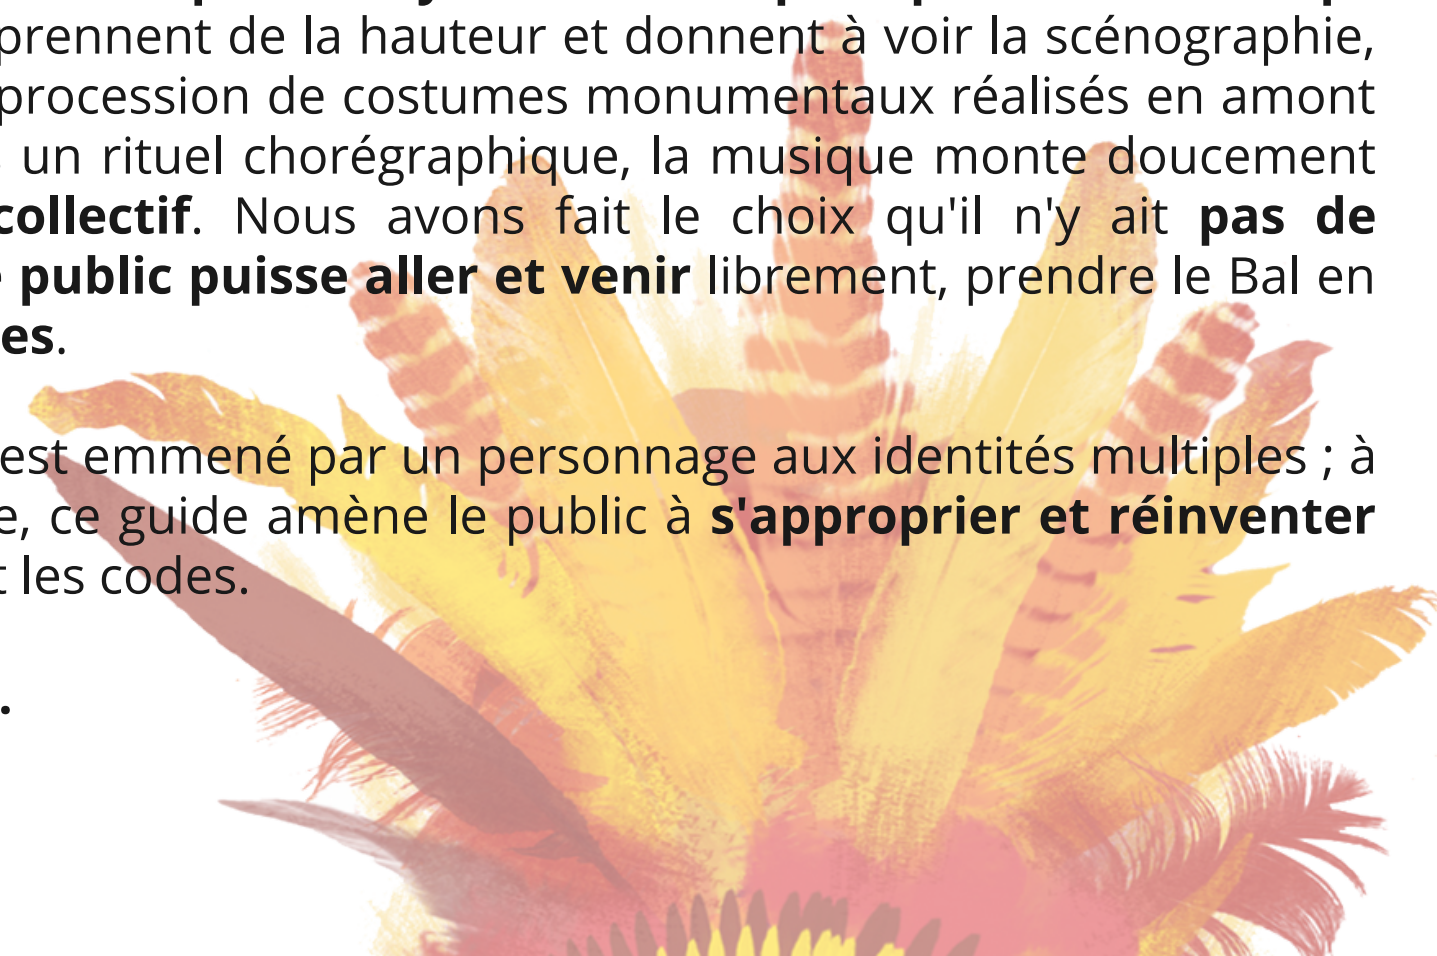 prennent de la hauteur et donnent à voir la scénographie,
procession de costumes monumentaux réalisés en amont
un rituel chorégraphique, la musique monte doucement
collectif. Nous avons fait le choix qu'il n'y ait pas de
public puisse aller et venir librement, prendre le Bal en
es.
est emmené par un personnage aux identités multiples ; à
e, ce guide amène le public à s'approprier et réinventer
t les codes.
.